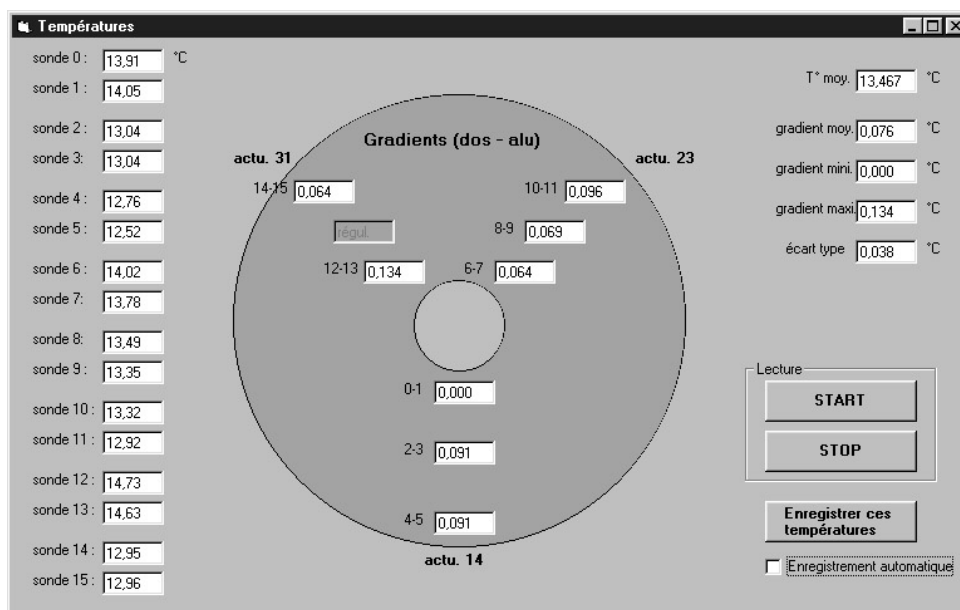 Températures
sonde 0 : 13,91 °C
sonde 1 : 14,05
sonde 2 : 13,04
sonde 3: 13,04
sonde 4 : 12,76
sonde 5 : 12,52
sonde 6 : 14,02
sonde 7: 13,78
sonde 8: 13,49
sonde 9 : 13,35
sonde 10 : 13,32
sonde 11 : 12,92
sonde 12 : 14,73
sonde 13 : 14,63
sonde 14 : 12,95
sonde 15 : 12,96
Gradients (dos - alu)
actu. 31
actu. 23
14-15 0,064
10-11 0,096
régul.
8-9 0,069
12-13 0,134
6-7 0,064
0-1 0,000
2-3 0,091
4-5 0,091
actu. 14
T° moy. 13,467 °C
gradient moy. 0,076 °C
gradient mini. 0,000 °C
gradient maxi. 0,134 °C
écart type 0,038 °C
Lecture
START
STOP
Enregistrer ces
températures
Enregistrement automatique